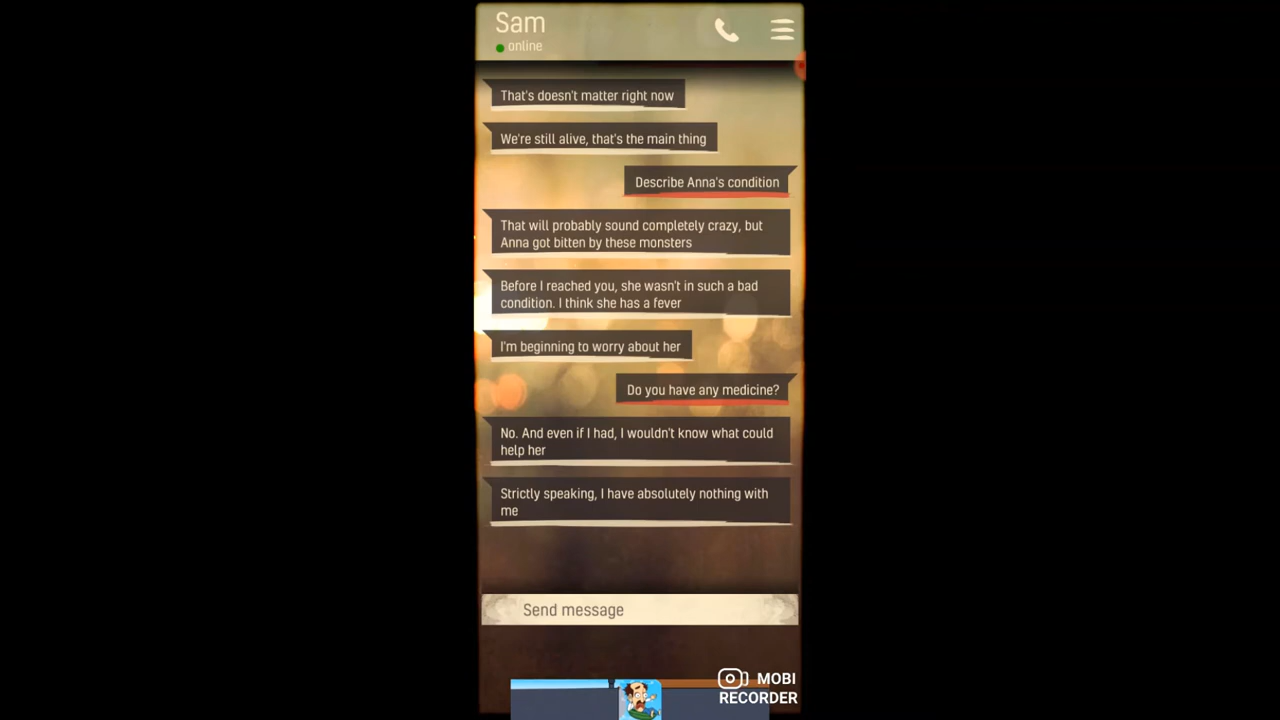 Sam
online
That's doesn't matter right now
We're still alive, that's the main thing
Describe Anna's condition
That will probably sound completely crazy, but
Anna got bitten by these monsters
Before I reached you, she wasn't in such a bad
condition. I think she has a fever
I'm beginning to worry about her
Do you have any medicine?
No. And even if I had, I wouldn't know what could
help her
Strictly speaking, I have absolutely nothing with
me
Send message
MOBI
RECORDER